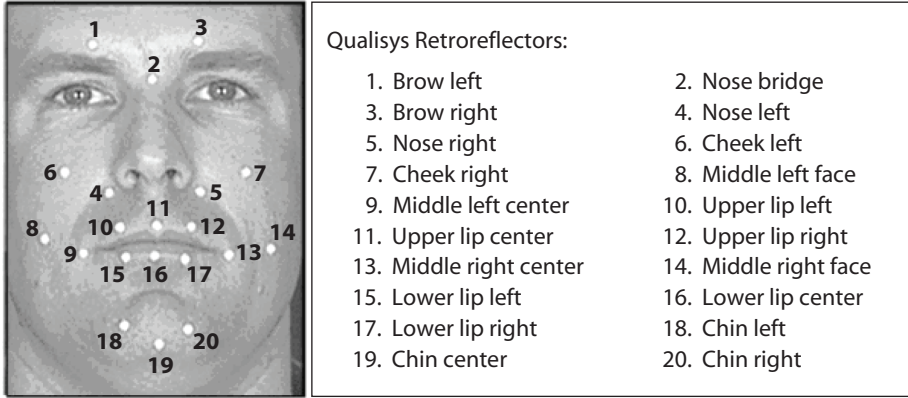 1
3
2
6
7
4
5
11
8
10
12
14
9
13
15
16
17
18
20
19
Qualisys Retroreflectors:
1. Brow left 2. Nose bridge
3. Brow right 4. Nose left
5. Nose right 6. Cheek left
7. Cheek right 8. Middle left face
9. Middle left center 10. Upper lip left
11. Upper lip center 12. Upper lip right
13. Middle right center 14. Middle right face
15. Lower lip left 16. Lower lip center
17. Lower lip right 18. Chin left
19. Chin center 20. Chin right